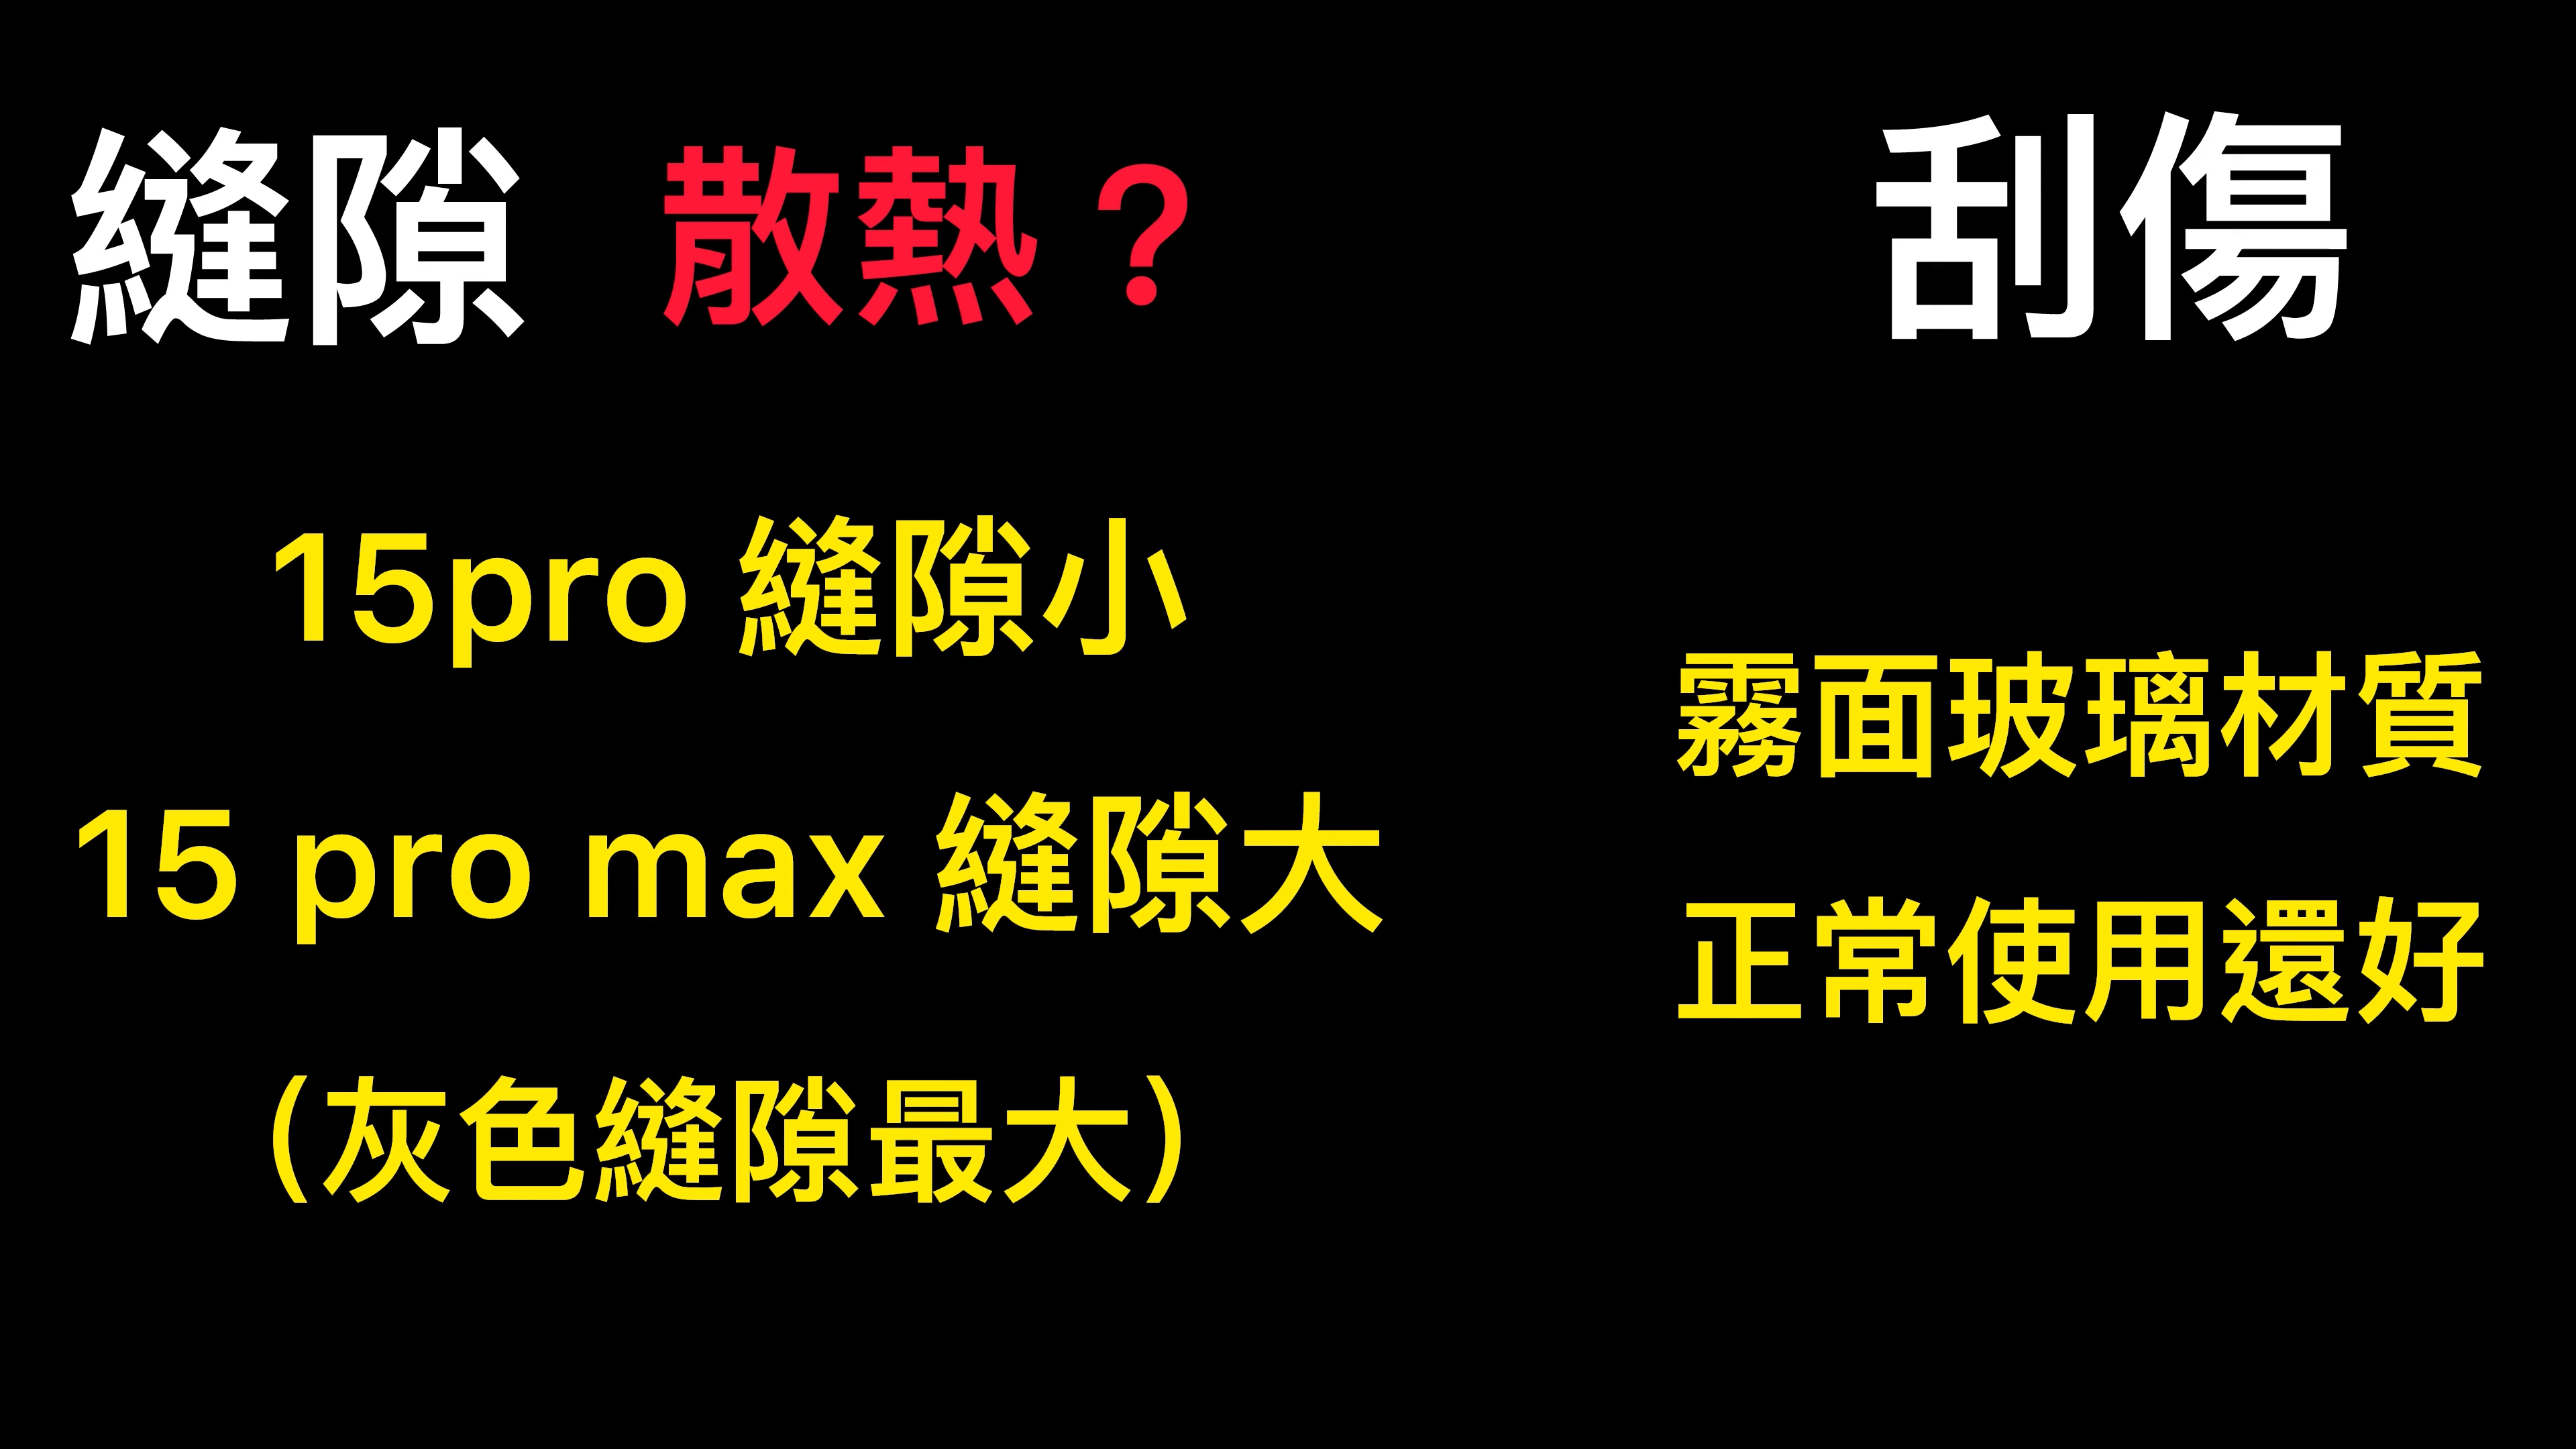 縫隙 散熱？
15pro 縫隙小
15 pro max 縫隙大
（灰色縫隙最大）
刮傷
霧面玻璃材質
正常使用還好